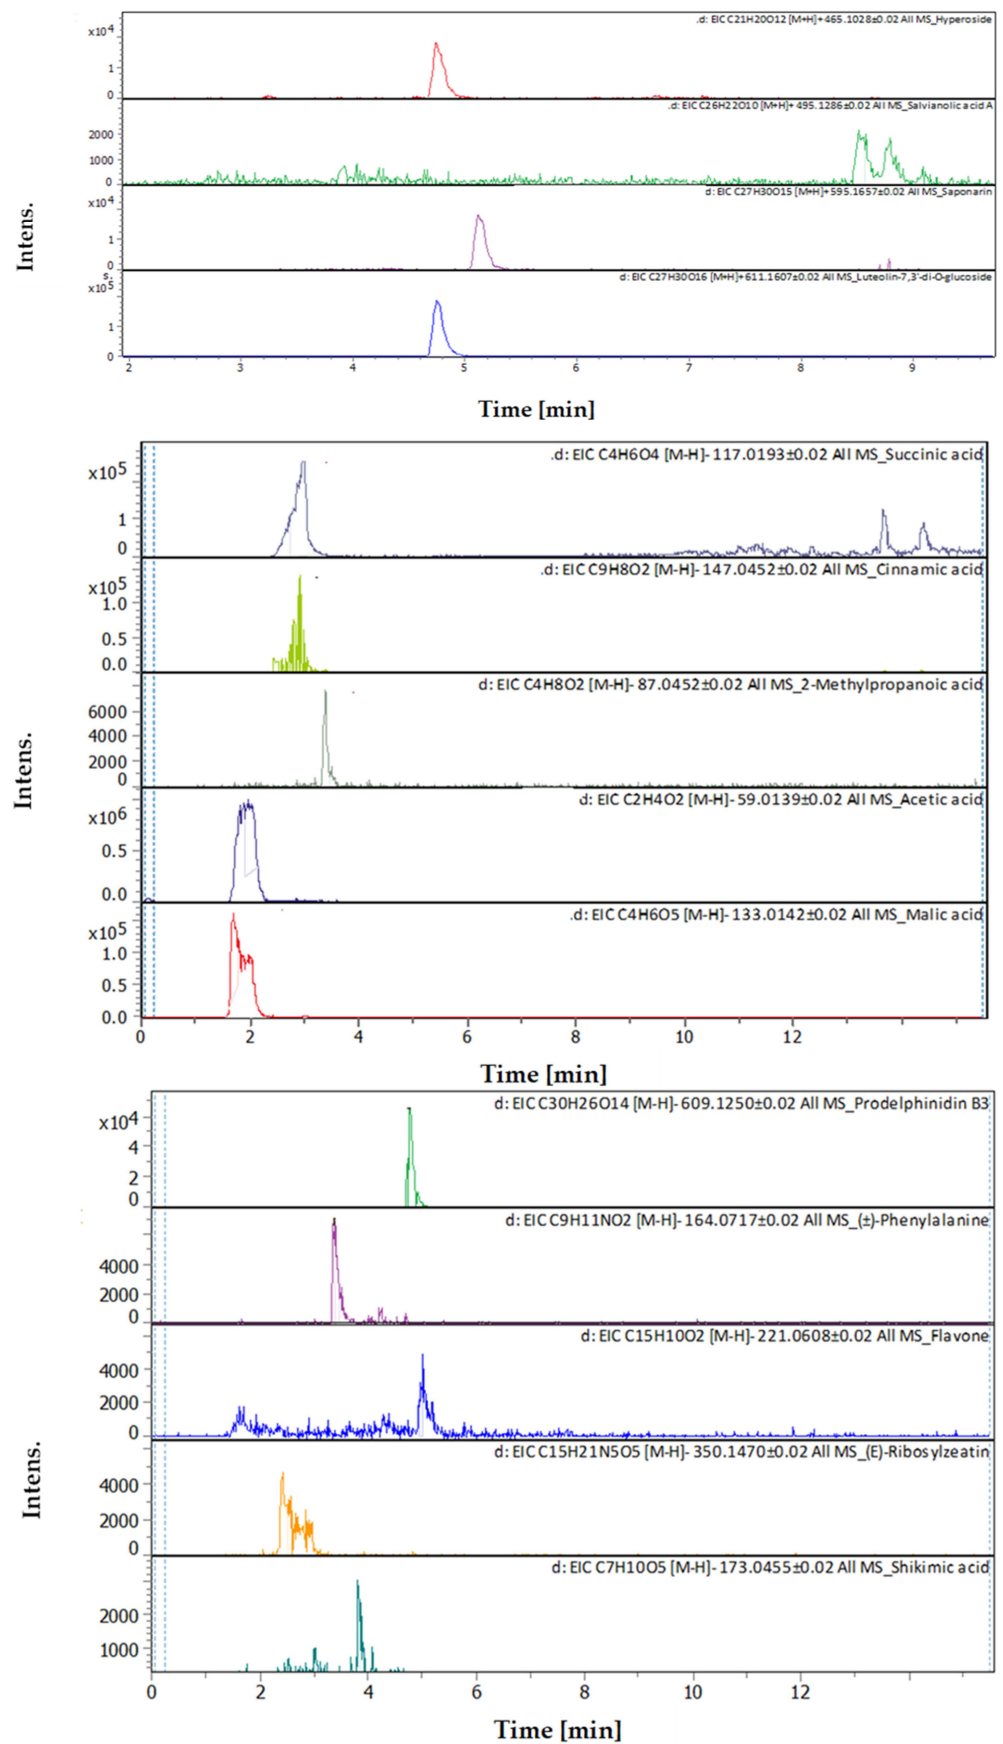 .d: EIC C21H20O12 [M+H]+ 465.1028±0.02 All MS_Hyperoside
x10⁴
1
0
.d: EIC C26H22O10 [M+H]+ 495.1286±0.02 All MS_Salvianolic acid A
2000
1000
0
d: EIC C27H30O15 [M+H]+ 595.1657±0.02 All MS_Saponarin
x10⁴
1
0
d: EIC C27H30O16 [M+H]+ 611.1607±0.02 All MS_Luteolin-7,3'-di-O-glucoside
s.
x10⁵
1
0
Intens.
2 3 4 5 6 7 8 9
Time [min]
.d: EIC C4H6O4 [M-H]- 117.0193±0.02 All MS_Succinic acid
x10⁵
1
0
.d: EIC C9H8O2 [M-H]- 147.0452±0.02 All MS_Cinnamic acid
x10⁵
1.0
0.5
0.0
d: EIC C4H8O2 [M-H]- 87.0452±0.02 All MS_2-Methylpropanoic acid
6000
4000
2000
0
d: EIC C2H4O2 [M-H]- 59.0139±0.02 All MS_Acetic acid
x10⁶
0.5
0.0
.d: EIC C4H6O5 [M-H]- 133.0142±0.02 All MS_Malic acid
x10⁵
1.0
0.5
0.0
Intens.
0 2 4 6 8 10 12
Time [min]
d: EIC C30H26O14 [M-H]- 609.1250±0.02 All MS_Prodelphinidin B3
x10⁴
4
2
0
d: EIC C9H11NO2 [M-H]- 164.0717±0.02 All MS_(±)-Phenylalanine
4000
2000
0
d: EIC C15H10O2 [M-H]- 221.0608±0.02 All MS_Flavone
4000
2000
0
d: EIC C15H21N5O5 [M-H]- 350.1470±0.02 All MS_(E)-Ribosylzeatin
4000
2000
0
d: EIC C7H10O5 [M-H]- 173.0455±0.02 All MS_Shikimic acid
2000
1000
Intens.
0 2 4 6 8 10 12
Time [min]